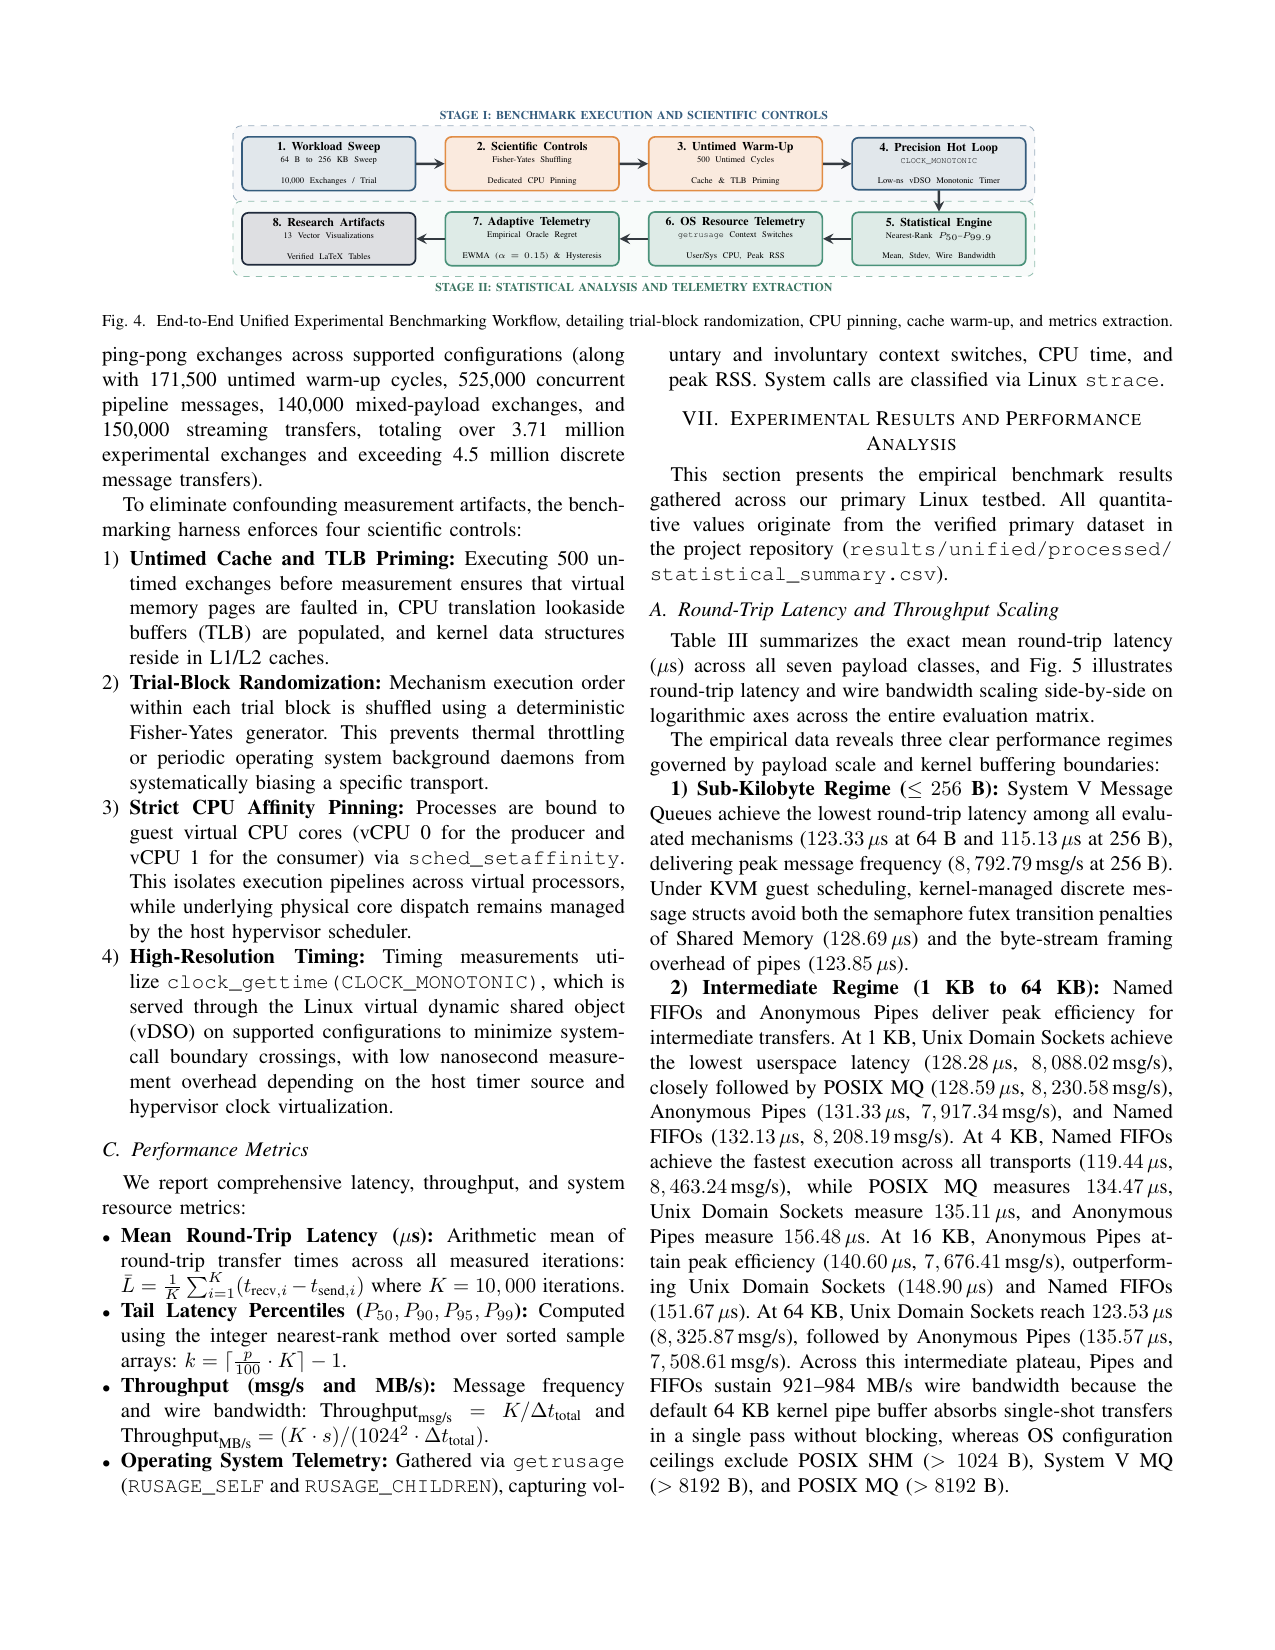 STAGE I: BENCHMARK EXECUTION AND SCIENTIFIC CONTROLS
1. Workload Sweep
64 B to 256 KB Sweep
10,000 Exchanges / Trial
2. Scientific Controls
Fisher-Yates Shuffling
Dedicated CPU Pinning
3. Untimed Warm-Up
500 Untimed Cycles
Cache & TLB Priming
4. Precision Hot Loop
CLOCK_MONOTONIC
Low-ns vDSO Monotonic Timer
8. Research Artifacts
13 Vector Visualizations
Verified LaTeX Tables
7. Adaptive Telemetry
Empirical Oracle Regret
EWMA (α = 0.15) & Hysteresis
6. OS Resource Telemetry
getrusage Context Switches
User/Sys CPU, Peak RSS
5. Statistical Engine
Nearest-Rank P50–P99.9
Mean, Stdev, Wire Bandwidth
STAGE II: STATISTICAL ANALYSIS AND TELEMETRY EXTRACTION
Fig. 4. End-to-End Unified Experimental Benchmarking Workflow, detailing trial-block randomization, CPU pinning, cache warm-up, and metrics extraction.
ping-pong exchanges across supported configurations (along
with 171,500 untimed warm-up cycles, 525,000 concurrent
pipeline messages, 140,000 mixed-payload exchanges, and
150,000 streaming transfers, totaling over 3.71 million
experimental exchanges and exceeding 4.5 million discrete
message transfers).
To eliminate confounding measurement artifacts, the bench-
marking harness enforces four scientific controls:
1) Untimed Cache and TLB Priming: Executing 500 un-
timed exchanges before measurement ensures that virtual
memory pages are faulted in, CPU translation lookaside
buffers (TLB) are populated, and kernel data structures
reside in L1/L2 caches.
2) Trial-Block Randomization: Mechanism execution order
within each trial block is shuffled using a deterministic
Fisher-Yates generator. This prevents thermal throttling
or periodic operating system background daemons from
systematically biasing a specific transport.
3) Strict CPU Affinity Pinning: Processes are bound to
guest virtual CPU cores (vCPU 0 for the producer and
vCPU 1 for the consumer) via sched_setaffinity.
This isolates execution pipelines across virtual processors,
while underlying physical core dispatch remains managed
by the host hypervisor scheduler.
4) High-Resolution Timing: Timing measurements uti-
lize clock_gettime(CLOCK_MONOTONIC), which is
served through the Linux virtual dynamic shared object
(vDSO) on supported configurations to minimize system-
call boundary crossings, with low nanosecond measure-
ment overhead depending on the host timer source and
hypervisor clock virtualization.
C. Performance Metrics
We report comprehensive latency, throughput, and system
resource metrics:
• Mean Round-Trip Latency (μs): Arithmetic mean of
round-trip transfer times across all measured iterations:
L̄ = 1/K ∑ᵢ₌₁ᴷ (t_recv,i − t_send,i) where K = 10,000 iterations.
• Tail Latency Percentiles (P50, P90, P95, P99): Computed
using the integer nearest-rank method over sorted sample
arrays: k = ⌈p/100 · K⌉ − 1.
• Throughput (msg/s and MB/s): Message frequency
and wire bandwidth: Throughput_msg/s = K/Δt_total and
Throughput_MB/s = (K · s)/(1024² · Δt_total).
• Operating System Telemetry: Gathered via getrusage
(RUSAGE_SELF and RUSAGE_CHILDREN), capturing vol-
untary and involuntary context switches, CPU time, and
peak RSS. System calls are classified via Linux strace.
VII. EXPERIMENTAL RESULTS AND PERFORMANCE
ANALYSIS
This section presents the empirical benchmark results
gathered across our primary Linux testbed. All quantita-
tive values originate from the verified primary dataset in
the project repository (results/unified/processed/
statistical_summary.csv).
A. Round-Trip Latency and Throughput Scaling
Table III summarizes the exact mean round-trip latency
(μs) across all seven payload classes, and Fig. 5 illustrates
round-trip latency and wire bandwidth scaling side-by-side on
logarithmic axes across the entire evaluation matrix.
The empirical data reveals three clear performance regimes
governed by payload scale and kernel buffering boundaries:
1) Sub-Kilobyte Regime (≤ 256 B): System V Message
Queues achieve the lowest round-trip latency among all evalu-
ated mechanisms (123.33 μs at 64 B and 115.13 μs at 256 B),
delivering peak message frequency (8,792.79 msg/s at 256 B).
Under KVM guest scheduling, kernel-managed discrete mes-
sage structs avoid both the semaphore futex transition penalties
of Shared Memory (128.69 μs) and the byte-stream framing
overhead of pipes (123.85 μs).
2) Intermediate Regime (1 KB to 64 KB): Named
FIFOs and Anonymous Pipes deliver peak efficiency for
intermediate transfers. At 1 KB, Unix Domain Sockets achieve
the lowest userspace latency (128.28 μs, 8,088.02 msg/s),
closely followed by POSIX MQ (128.59 μs, 8,230.58 msg/s),
Anonymous Pipes (131.33 μs, 7,917.34 msg/s), and Named
FIFOs (132.13 μs, 8,208.19 msg/s). At 4 KB, Named FIFOs
achieve the fastest execution across all transports (119.44 μs,
8,463.24 msg/s), while POSIX MQ measures 134.47 μs,
Unix Domain Sockets measure 135.11 μs, and Anonymous
Pipes measure 156.48 μs. At 16 KB, Anonymous Pipes at-
tain peak efficiency (140.60 μs, 7,676.41 msg/s), outperform-
ing Unix Domain Sockets (148.90 μs) and Named FIFOs
(151.67 μs). At 64 KB, Unix Domain Sockets reach 123.53 μs
(8,325.87 msg/s), followed by Anonymous Pipes (135.57 μs,
7,508.61 msg/s). Across this intermediate plateau, Pipes and
FIFOs sustain 921–984 MB/s wire bandwidth because the
default 64 KB kernel pipe buffer absorbs single-shot transfers
in a single pass without blocking, whereas OS configuration
ceilings exclude POSIX SHM (> 1024 B), System V MQ
(> 8192 B), and POSIX MQ (> 8192 B).